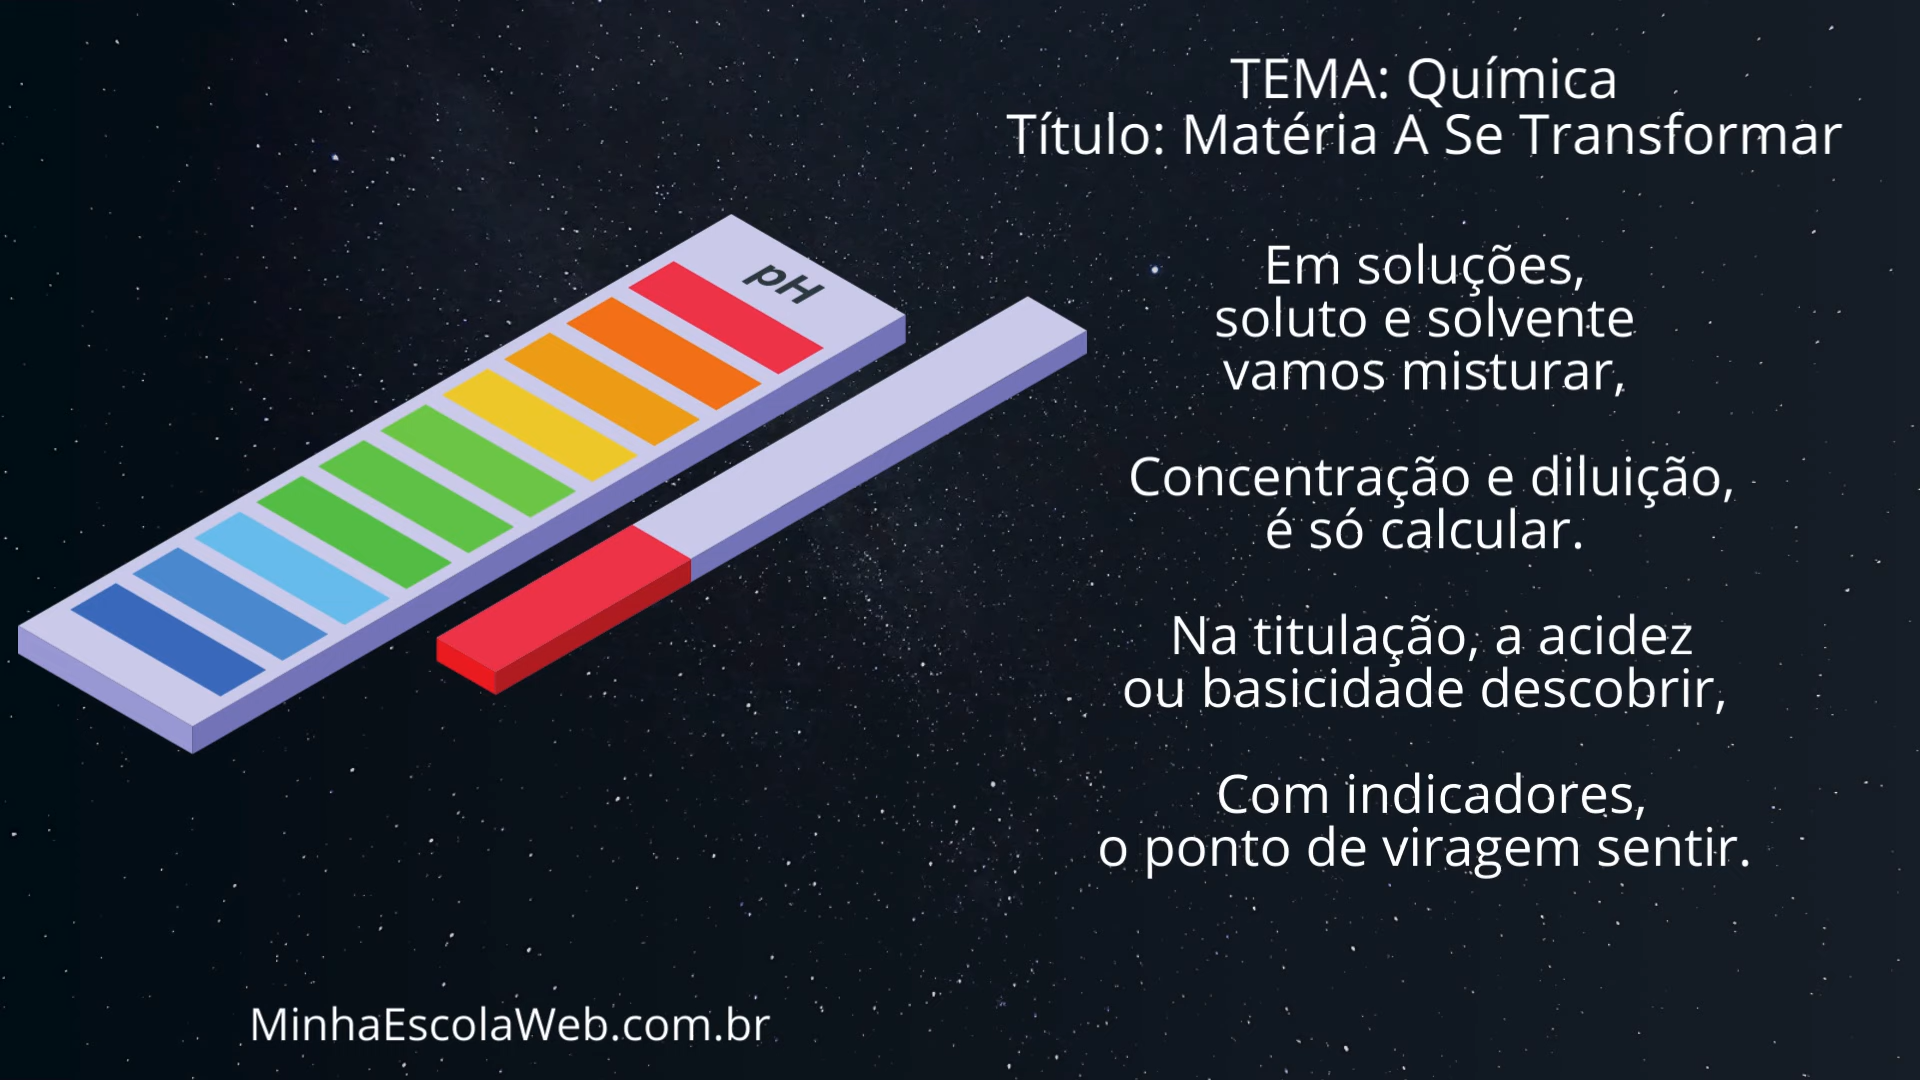 TEMA: Química
Título: Matéria A Se Transformar
pH
Em soluções,
soluto e solvente
vamos misturar,
Concentração e diluição,
é só calcular.
Na titulação, a acidez
ou basicidade descobrir,
Com indicadores,
o ponto de viragem sentir.
MinhaEscolaWeb.com.br